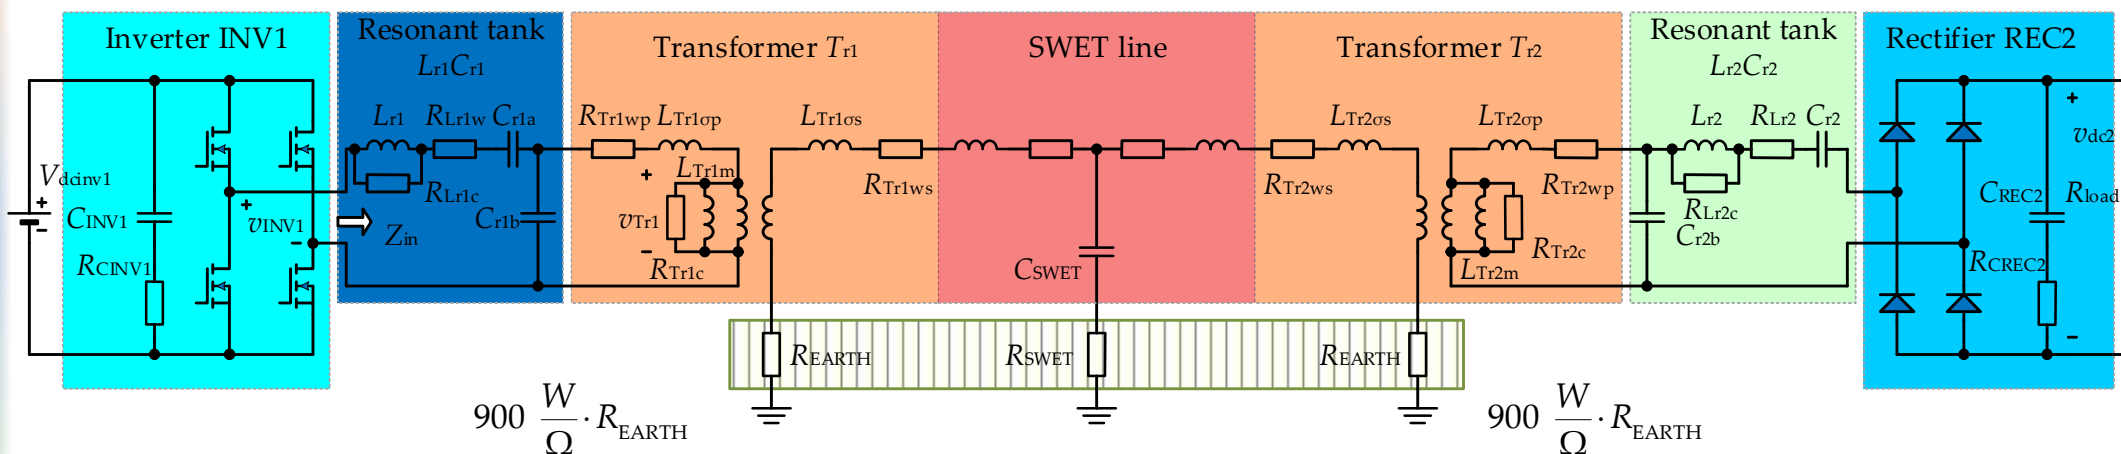 Inverter INV1
Resonant tank
Lr1Cr1
Transformer Tr1
SWET line
Transformer Tr2
Resonant tank
Lr2Cr2
Rectifier REC2
Vdcinv1
+
CINV1
RCINV1
+
vINV1
-
Zin
Lr1
RLr1w
Cr1a
RLr1c
Cr1b
RTr1wp
LTr1σp
+
vTr1
-
LTr1m
RTr1c
LTr1σs
RTr1ws
CSWET
LTr2σs
RTr2ws
LTr2σp
RTr2wp
RTr2c
LTr2m
Lr2
RLr2
Cr2
RLr2c
Cr2b
+
vdc2
CREC2
Rload
RCREC2
-
REARTH
RSWET
REARTH
900 W/Ω · REARTH
900 W/Ω · REARTH